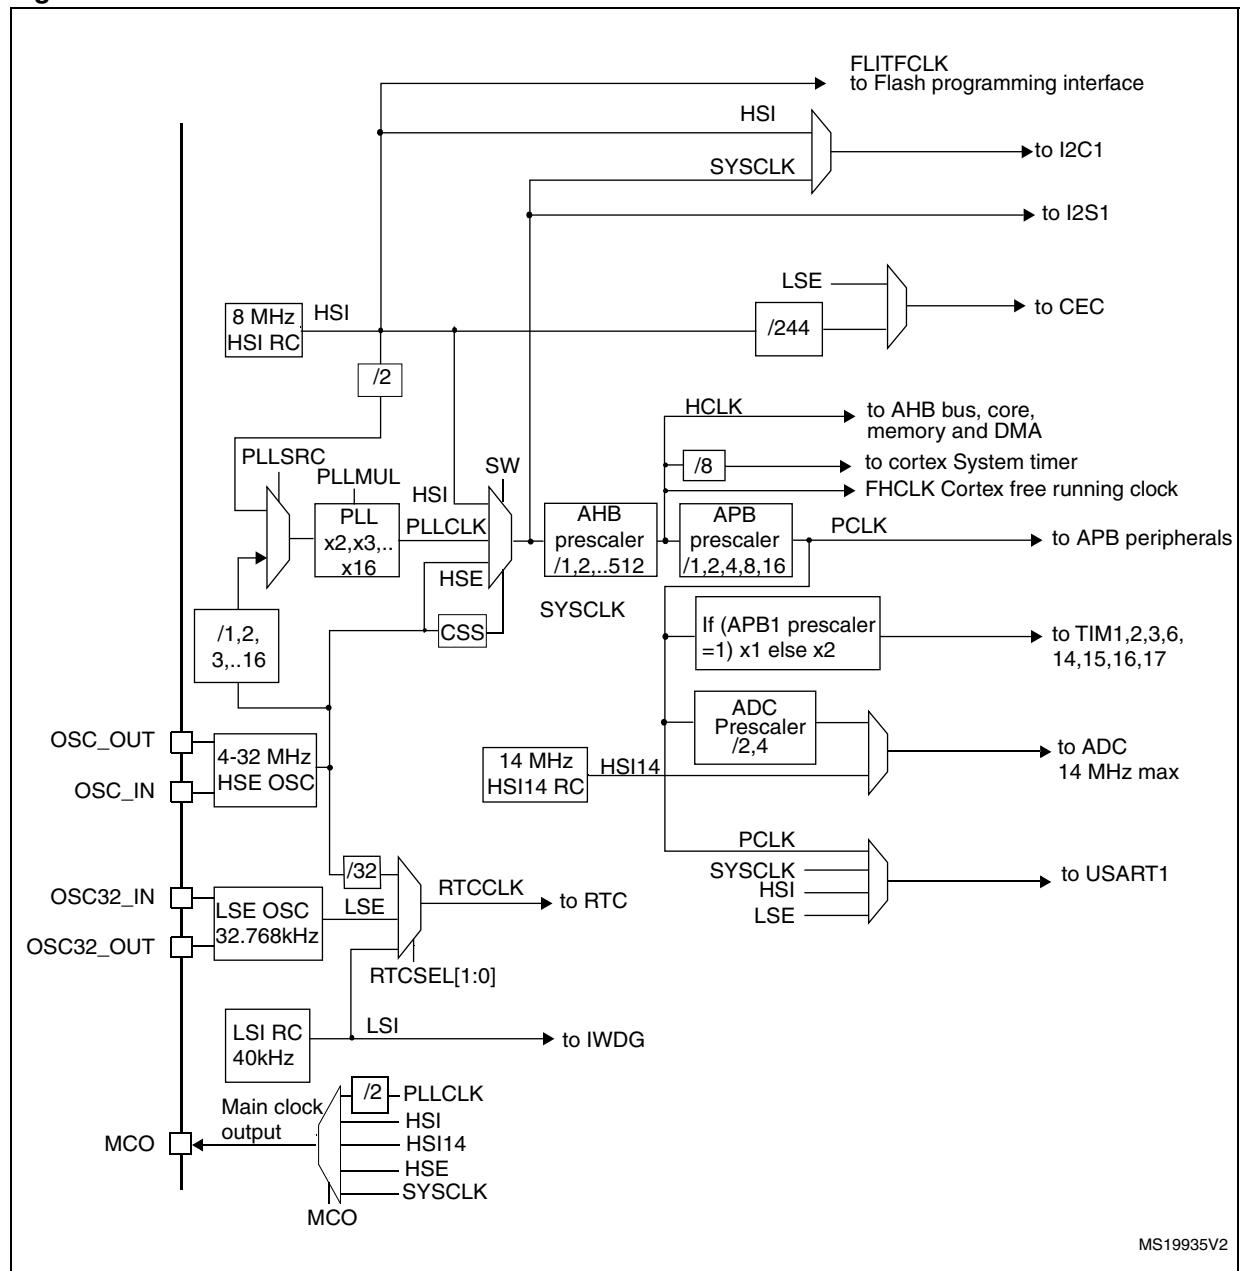 FLITFCLK
to Flash programming interface
HSI
to I2C1
SYSCLK
to I2S1
LSE
to CEC
8 MHz
HSI RC
HSI
/244
/2
HCLK
to AHB bus, core,
memory and DMA
/8
to cortex System timer
FHCLK Cortex free running clock
PLLSRC
PLLMUL
SW
HSI
PLL
x2,x3,..
x16
PLLCLK
HSE
AHB
prescaler
/1,2,..512
APB
prescaler
/1,2,4,8,16
PCLK
to APB peripherals
SYSCLK
CSS
/1,2,
3,..16
If (APB1 prescaler
=1) x1 else x2
to TIM1,2,3,6,
14,15,16,17
ADC
Prescaler
/2,4
to ADC
14 MHz max
OSC_OUT
OSC_IN
4-32 MHz
HSE OSC
14 MHz
HSI14 RC
HSI14
PCLK
SYSCLK
HSI
LSE
to USART1
/32
OSC32_IN
OSC32_OUT
LSE OSC
32.768kHz
LSE
RTCCLK
to RTC
RTCSEL[1:0]
LSI RC
40kHz
LSI
to IWDG
/2
PLLCLK
Main clock
output
HSI
MCO
HSI14
HSE
SYSCLK
MCO
MS19935V2